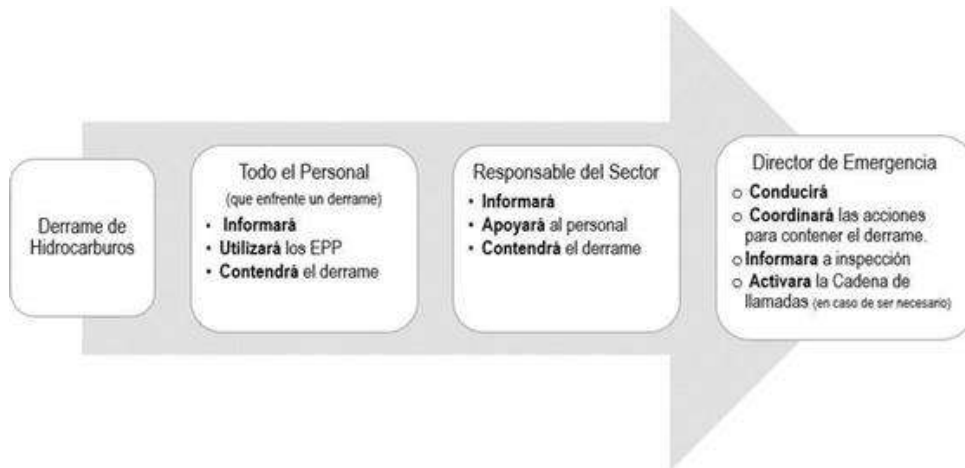 Derrame de
Hidrocarburos
Todo el Personal
(que enfrente un derrame)
• Informará
• Utilizará los EPP
• Contendrá el derrame
Responsable del Sector
• Informará
• Apoyará al personal
• Contendrá el derrame
Director de Emergencia
o Conducirá
o Coordinará las acciones
para contener el derrame.
o Informara a inspección
o Activara la Cadena de
llamadas (en caso de ser necesario)